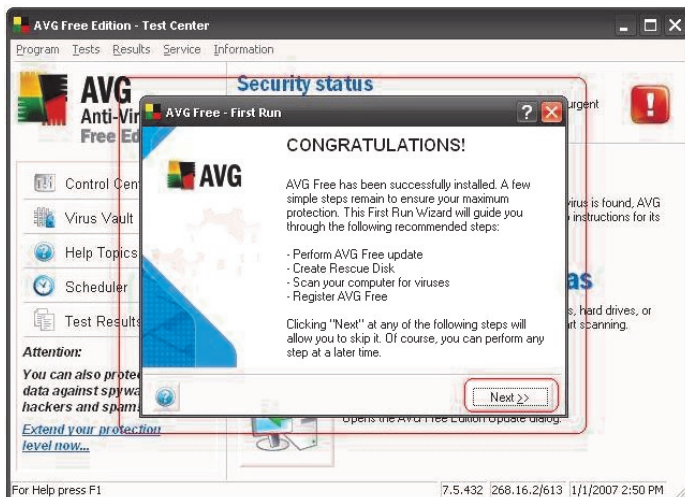 AVG Free Edition - Test Center
Program Tests Results Service Information
AVG
Anti-Vir
Free Ed
Security status
urgent
Control Cen
Virus Vault
Help Topics
Scheduler
Test Results
Attention:
You can also prote
data against spywa
hackers and spam
Extend your protection
level now...
AVG Free - First Run
CONGRATULATIONS!
AVG
AVG Free has been successfully installed. A few
simple steps remain to ensure your maximum
protection. This First Run Wizard will guide you
through the following recommended steps:
- Perform AVG Free update
- Create Rescue Disk
- Scan your computer for viruses
- Register AVG Free
Clicking "Next" at any of the following steps will
allow you to skip it. Of course, you can perform any
step at a later time.
Next >>
virus is found, AVG
instructions for its
as
s, hard drives, or
rt scanning.
Opens the AVG Free Edition Update dialog.
For Help press F1
7.5.432 268.16.2/613 1/1/2007 2:50 PM